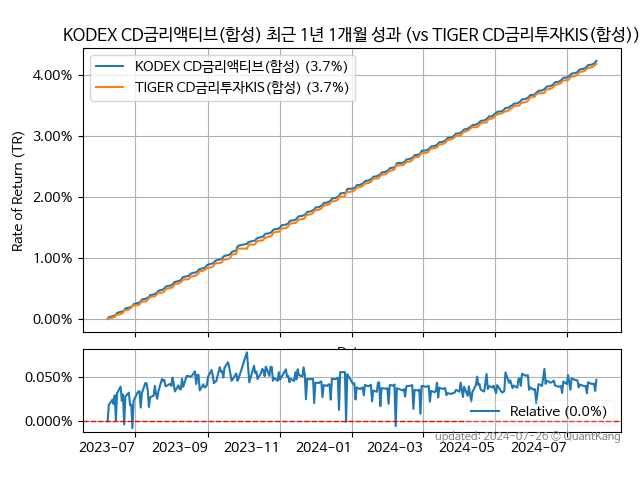 KODEX CD금리액티브(합성) 최근 1년 1개월 성과 (vs TIGER CD금리투자KIS(합성))
KODEX CD금리액티브(합성) (3.7%)
TIGER CD금리투자KIS(합성) (3.7%)
Rate of Return (TR)
4.00%
3.00%
2.00%
1.00%
0.00%
0.050%
0.000%
Relative (0.0%)
updated: 2024-07-26 © QuantKang
2023-07 2023-09 2023-11 2024-01 2024-03 2024-05 2024-07